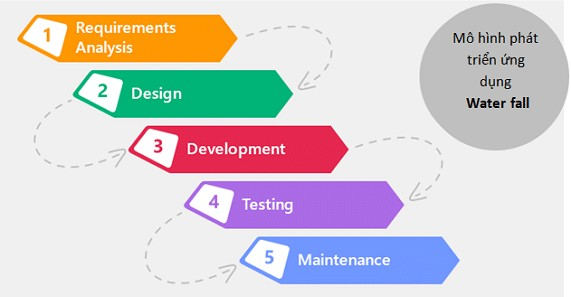 1
Requirements
Analysis
2
Design
3
Development
4
Testing
5
Maintenance
Mô hình phát
triển ứng
dụng
Water fall